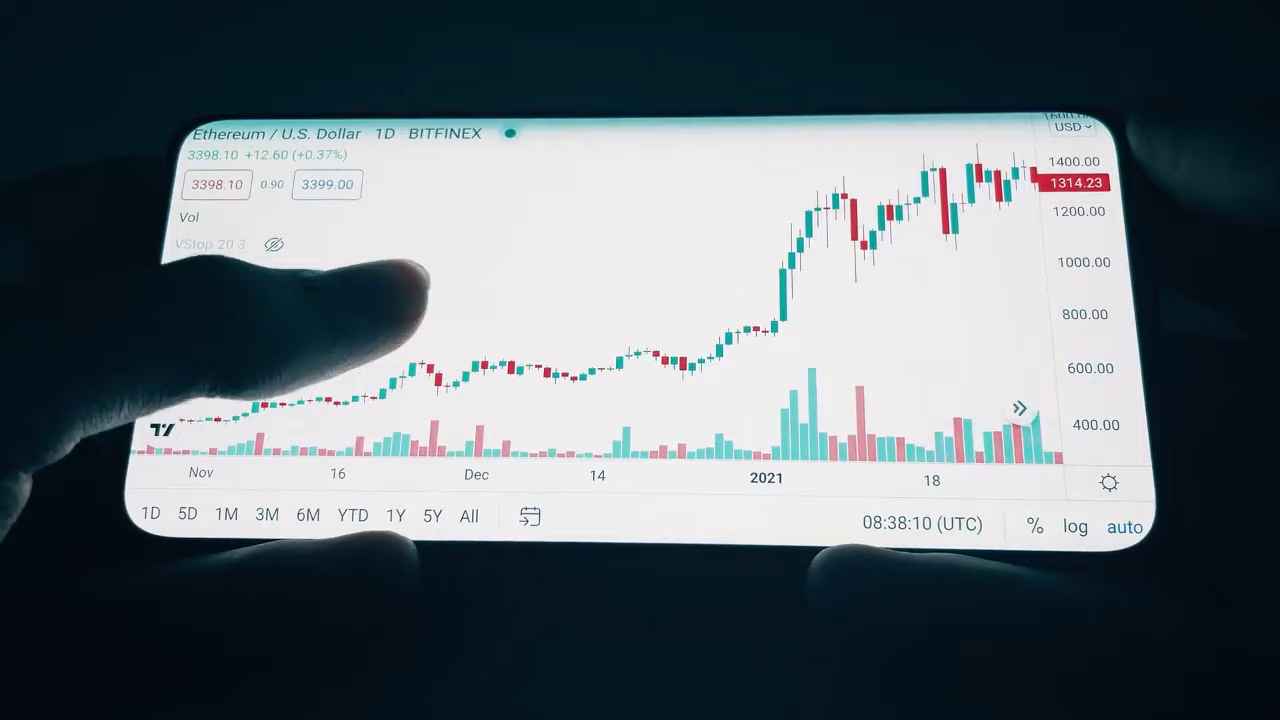 Ethereum / U.S. Dollar 1D BITFINEX
3398.10 +12.60 (+0.37%)
3398.10 0.90 3399.00
Vol
VStop 20 3
USD
1400.00
1314.23
1200.00
1000.00
800.00
600.00
400.00
Nov 16 Dec 14 2021 18
1D 5D 1M 3M 6M YTD 1Y 5Y All 08:38:10 (UTC) % log auto